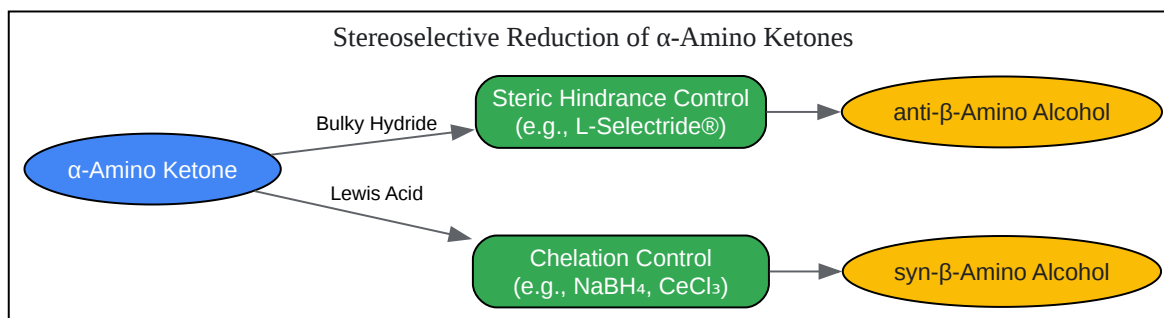 Stereoselective Reduction of α-Amino Ketones
α-Amino Ketone
Bulky Hydride
Steric Hindrance Control
(e.g., L-Selectride®)
anti-β-Amino Alcohol
Lewis Acid
Chelation Control
(e.g., NaBH₄, CeCl₃)
syn-β-Amino Alcohol